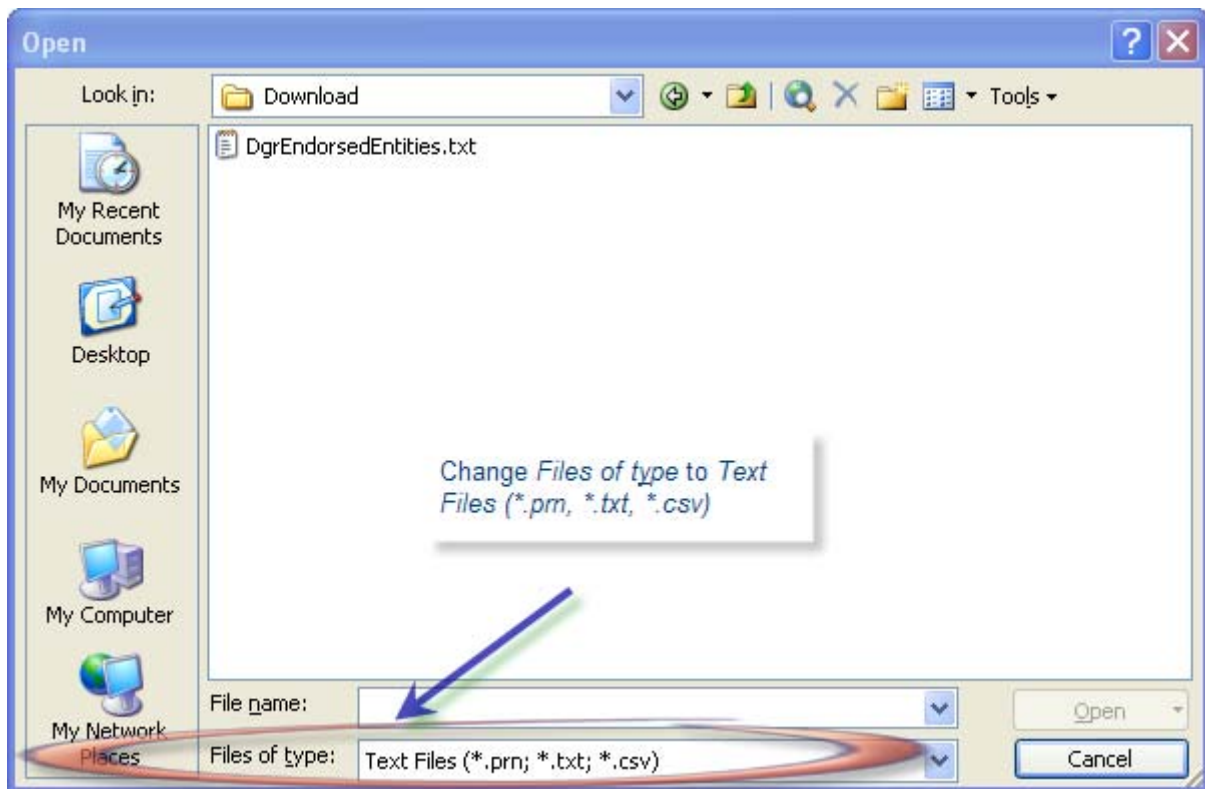 Open
Look in:
Download
Tools
DgrEndorsedEntities.txt
My Recent
Documents
Desktop
My Documents
My Computer
My Network
Places
Change Files of type to Text
Files (*.prn, *.txt, *.csv)
File name:
Open
Files of type:
Text Files (*.prn; *.txt; *.csv)
Cancel